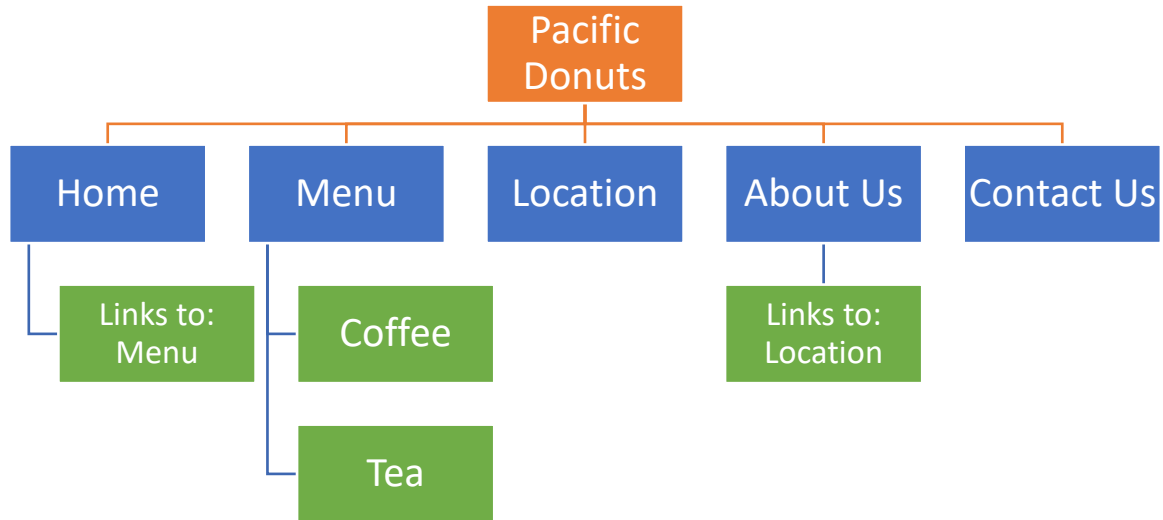 Pacific
Donuts
Home
Menu
Location
About Us
Contact Us
Links to:
Menu
Coffee
Links to:
Location
Tea